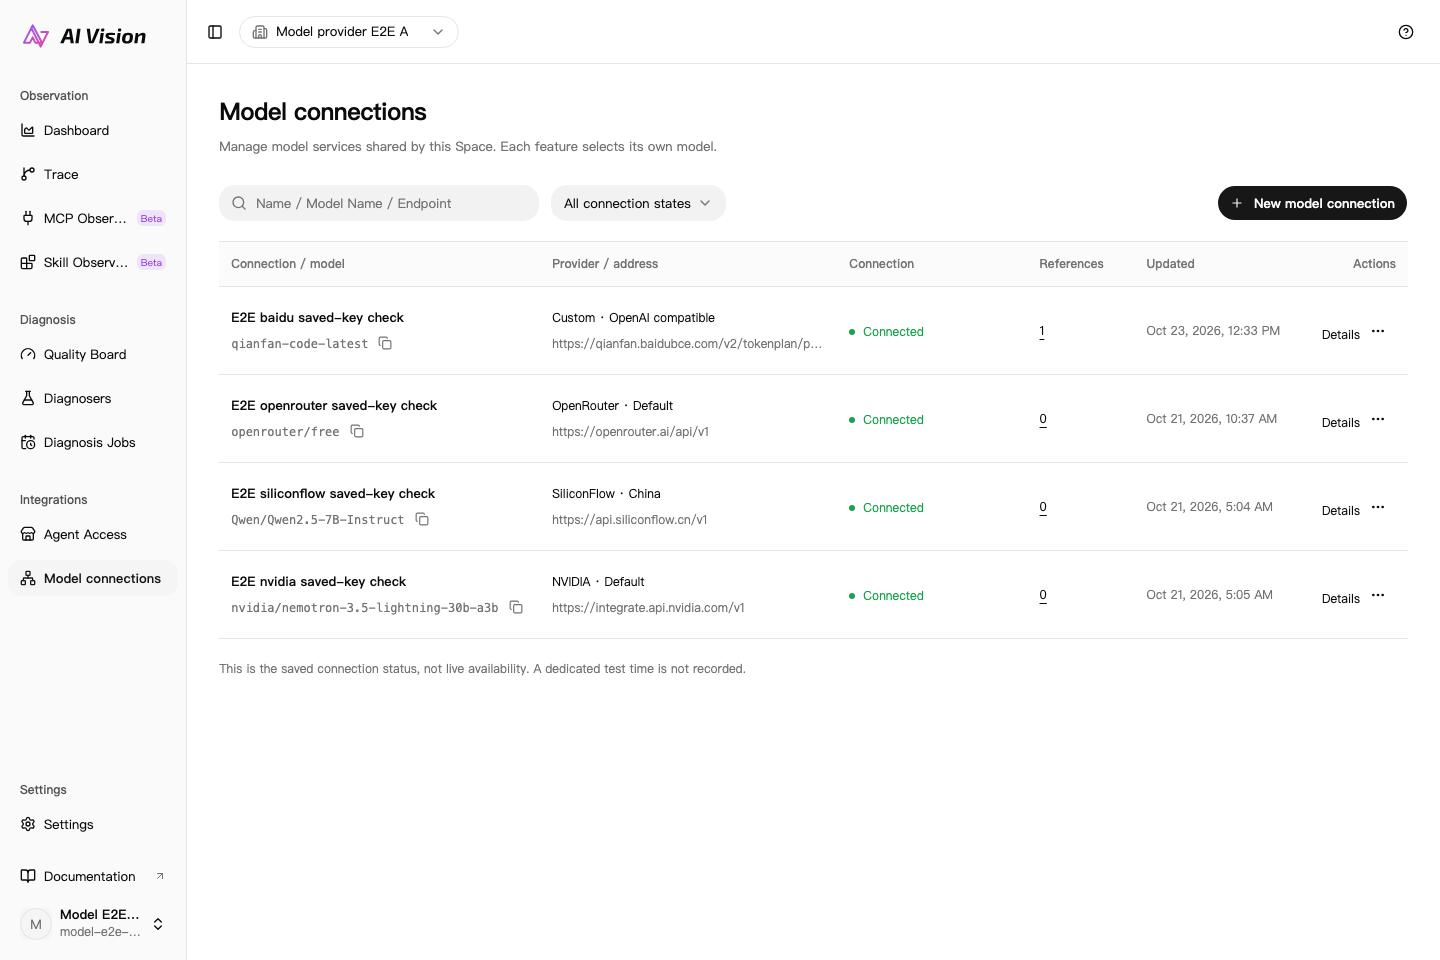 AI Vision
Model provider E2E A
Observation
Dashboard
Trace
MCP Obser... Beta
Skill Observ... Beta
Diagnosis
Quality Board
Diagnosers
Diagnosis Jobs
Integrations
Agent Access
Model connections
Settings
Settings
Documentation
M
Model E2E...
model-e2e-...
Model connections
Manage model services shared by this Space. Each feature selects its own model.
Name / Model Name / Endpoint
All connection states
New model connection
Connection / model Provider / address Connection References Updated Actions
E2E baidu saved-key check Custom · OpenAI compatible
qianfan-code-latest https://qianfan.baidubce.com/v2/tokenplan/p...
Connected 1 Oct 23, 2026, 12:33 PM Details
E2E openrouter saved-key check OpenRouter · Default
openrouter/free https://openrouter.ai/api/v1
Connected 0 Oct 21, 2026, 10:37 AM Details
E2E siliconflow saved-key check SiliconFlow · China
Qwen/Qwen2.5-7B-Instruct https://api.siliconflow.cn/v1
Connected 0 Oct 21, 2026, 5:04 AM Details
E2E nvidia saved-key check NVIDIA · Default
nvidia/nemotron-3.5-lightning-30b-a3b https://integrate.api.nvidia.com/v1
Connected 0 Oct 21, 2026, 5:05 AM Details
This is the saved connection status, not live availability. A dedicated test time is not recorded.